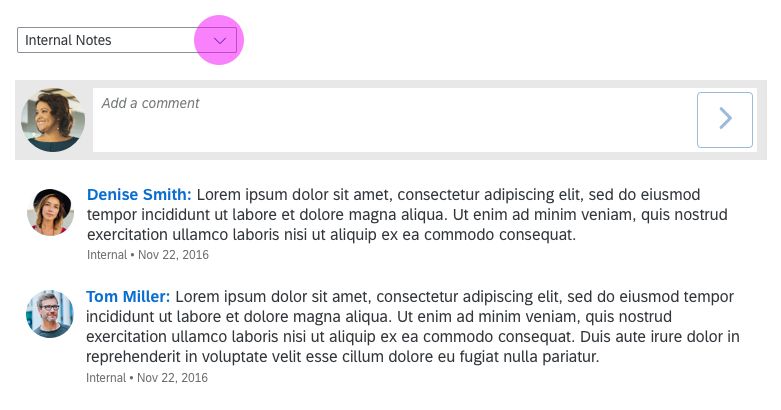 Internal Notes
Add a comment
Denise Smith: Lorem ipsum dolor sit amet, consectetur adipiscing elit, sed do eiusmod
tempor incididunt ut labore et dolore magna aliqua. Ut enim ad minim veniam, quis nostrud
exercitation ullamco laboris nisi ut aliquip ex ea commodo consequat.
Internal • Nov 22, 2016
Tom Miller: Lorem ipsum dolor sit amet, consectetur adipiscing elit, sed do eiusmod tempor
incididunt ut labore et dolore magna aliqua. Ut enim ad minim veniam, quis nostrud
exercitation ullamco laboris nisi ut aliquip ex ea commodo consequat. Duis aute irure dolor in
reprehenderit in voluptate velit esse cillum dolore eu fugiat nulla pariatur.
Internal • Nov 22, 2016